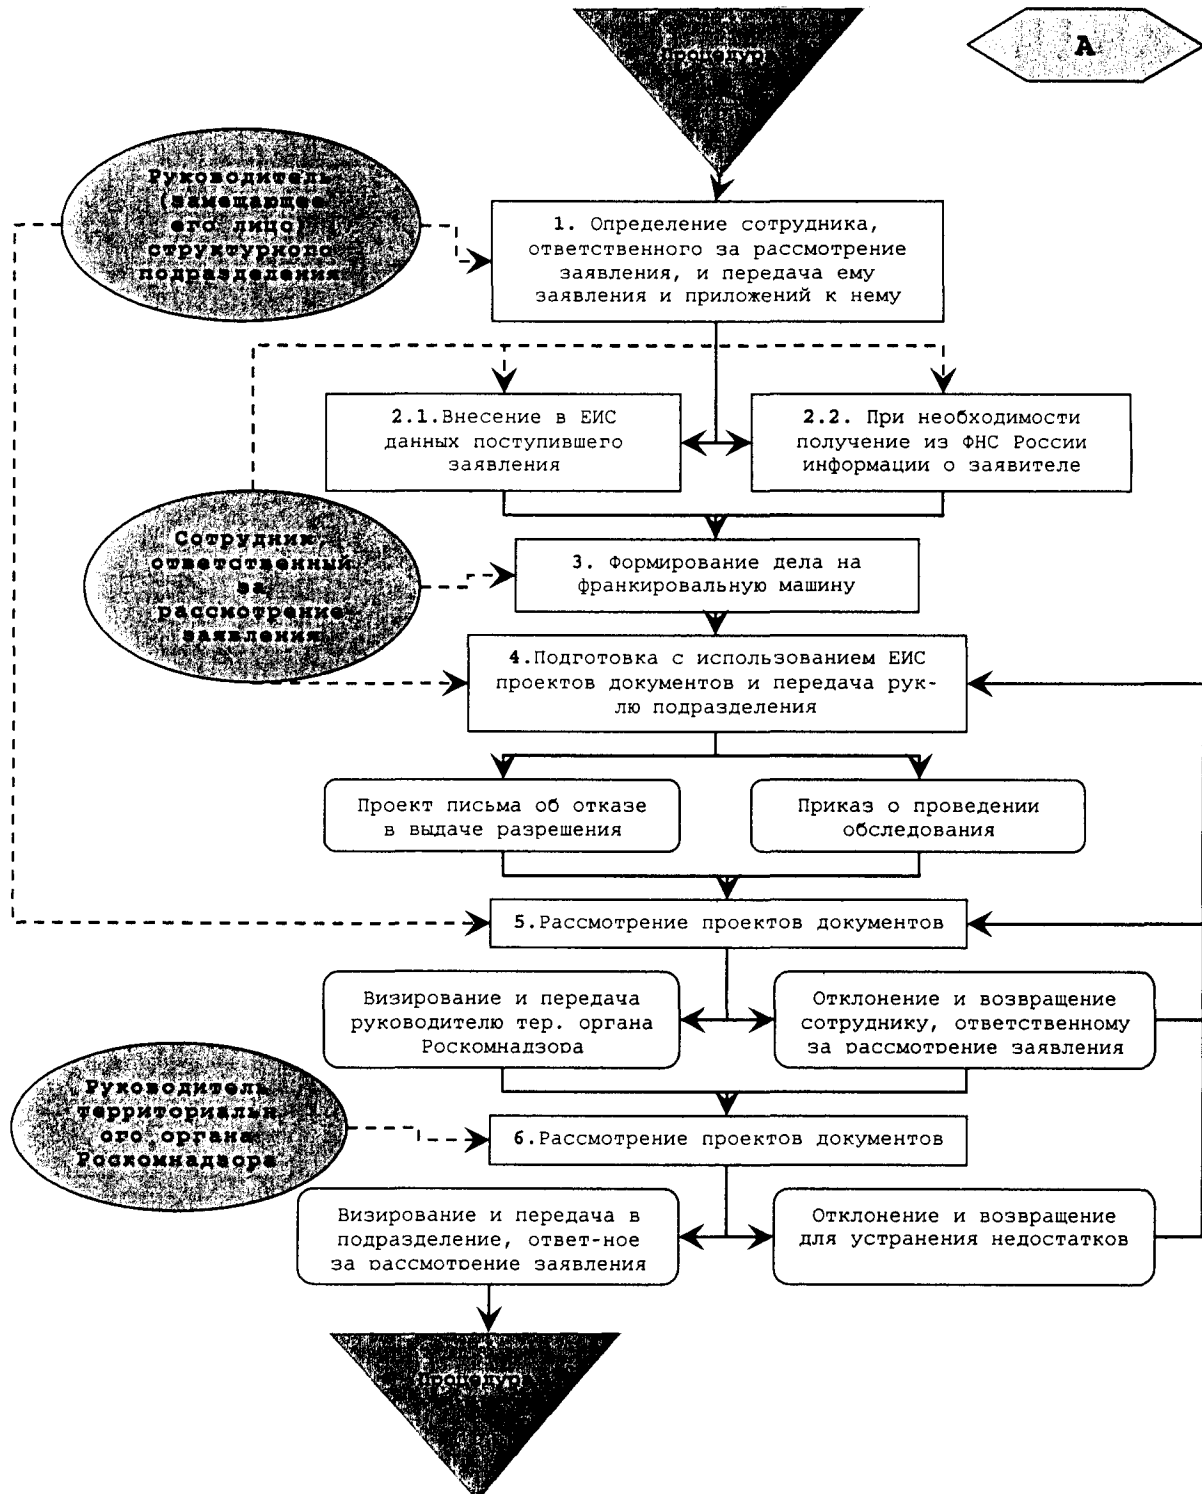 Процедура
А
Руководитель
(замещающее
его лицо)
структурного
подразделения
1. Определение сотрудника,
ответственного за рассмотрение
заявления, и передача ему
заявления и приложений к нему
2.1.Внесение в ЕИС
данных поступившего
заявления
2.2. При необходимости
получение из ФНС России
информации о заявителе
Сотрудник
ответственный
за
рассмотрение
заявления
3. Формирование дела на
франкировальную машину
4.Подготовка с использованием ЕИС
проектов документов и передача рук-
лю подразделения
Проект письма об отказе
в выдаче разрешения
Приказ о проведении
обследования
5.Рассмотрение проектов документов
Визирование и передача
руководителю тер. органа
Роскомнадзора
Отклонение и возвращение
сотруднику, ответственному
за рассмотрение заявления
Руководитель
территориальн
ого органа
Роскомнадзора
6.Рассмотрение проектов документов
Визирование и передача в
подразделение, ответ-ное
за рассмотрение заявления
Отклонение и возвращение
для устранения недостатков
Процедура